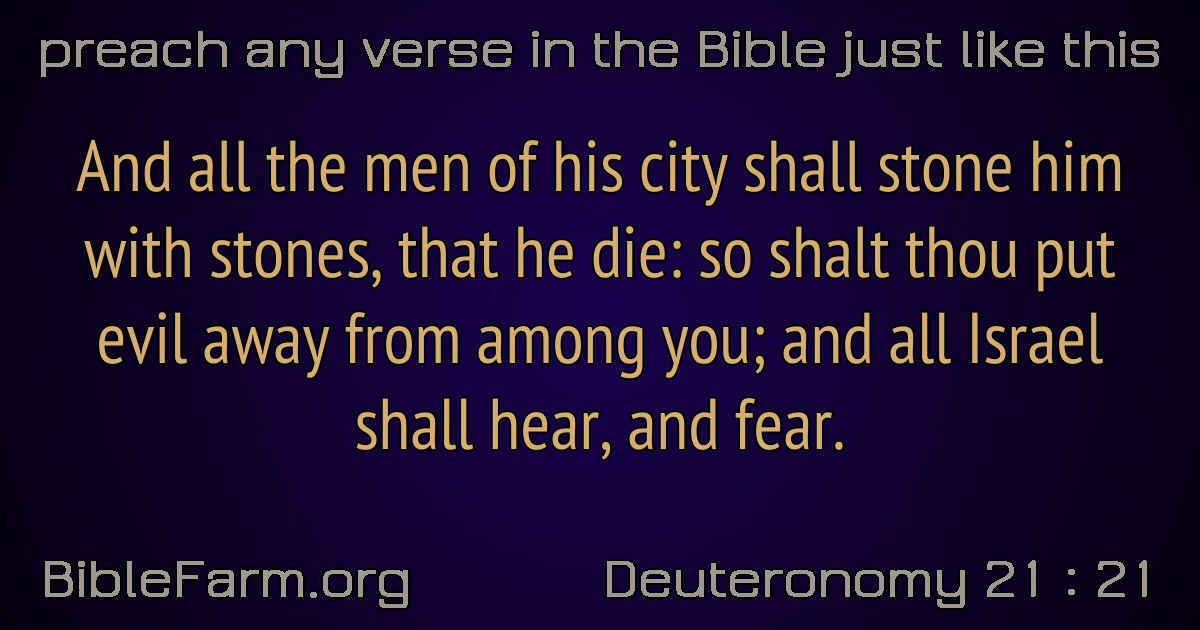 preach any verse in the Bible just like this
And all the men of his city shall stone him
with stones, that he die: so shalt thou put
evil away from among you; and all Israel
shall hear, and fear.
BibleFarm.org
Deuteronomy 21 : 21